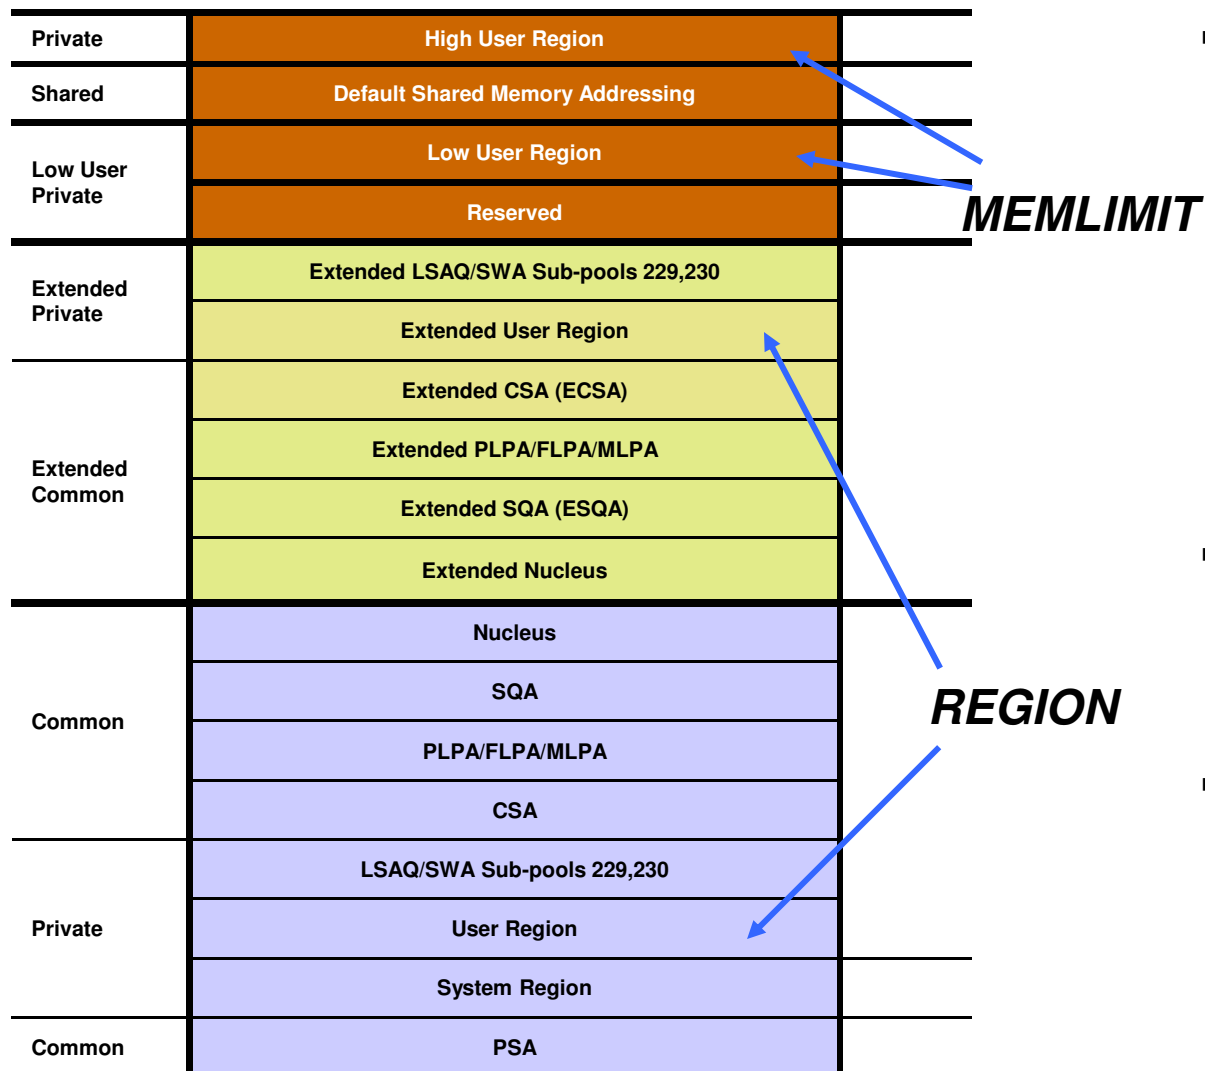 Private
High User Region
Shared
Default Shared Memory Addressing
Low User
Private
Low User Region
Reserved
MEMLIMIT
Extended
Private
Extended LSAQ/SWA Sub-pools 229,230
Extended User Region
Extended
Common
Extended CSA (ECSA)
Extended PLPA/FLPA/MLPA
Extended SQA (ESQA)
Extended Nucleus
Common
Nucleus
SQA
PLPA/FLPA/MLPA
CSA
REGION
Private
LSAQ/SWA Sub-pools 229,230
User Region
System Region
Common
PSA